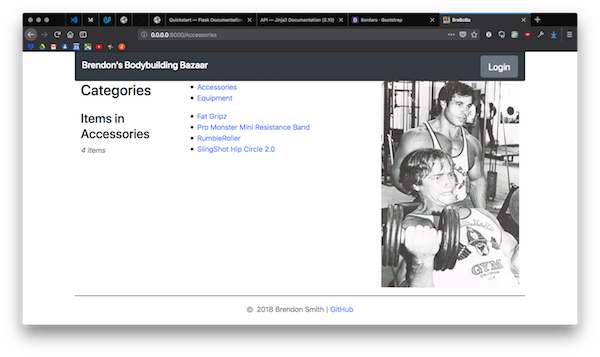 Quickstart — Flask Documentation
API — Jinja2 Documentation (2.10)
Borders · Bootstrap
BroBoBa
0.0.0.0:8000/Accessories
Brendon's Bodybuilding Bazaar
Login
Categories
Accessories
Equipment
Items in
Accessories
4 items
Fat Gripz
Pro Monster Mini Resistance Band
RumbleRoller
SlingShot Hip Circle 2.0
GYM
© 2018 Brendon Smith | GitHub